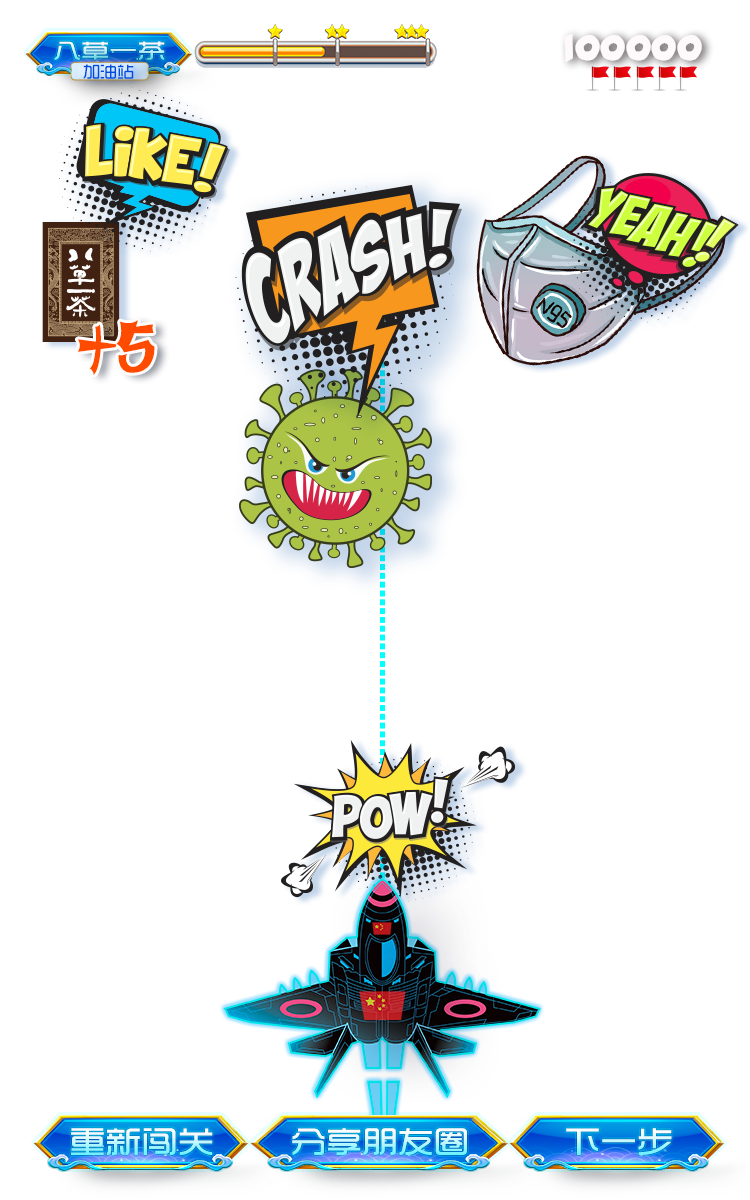 八草一茶
加油站
100000
LiKE!
八草一茶
+5
CRASH!
YEAH!!
N95
POW!
重新闯关
分享朋友圈
下一步